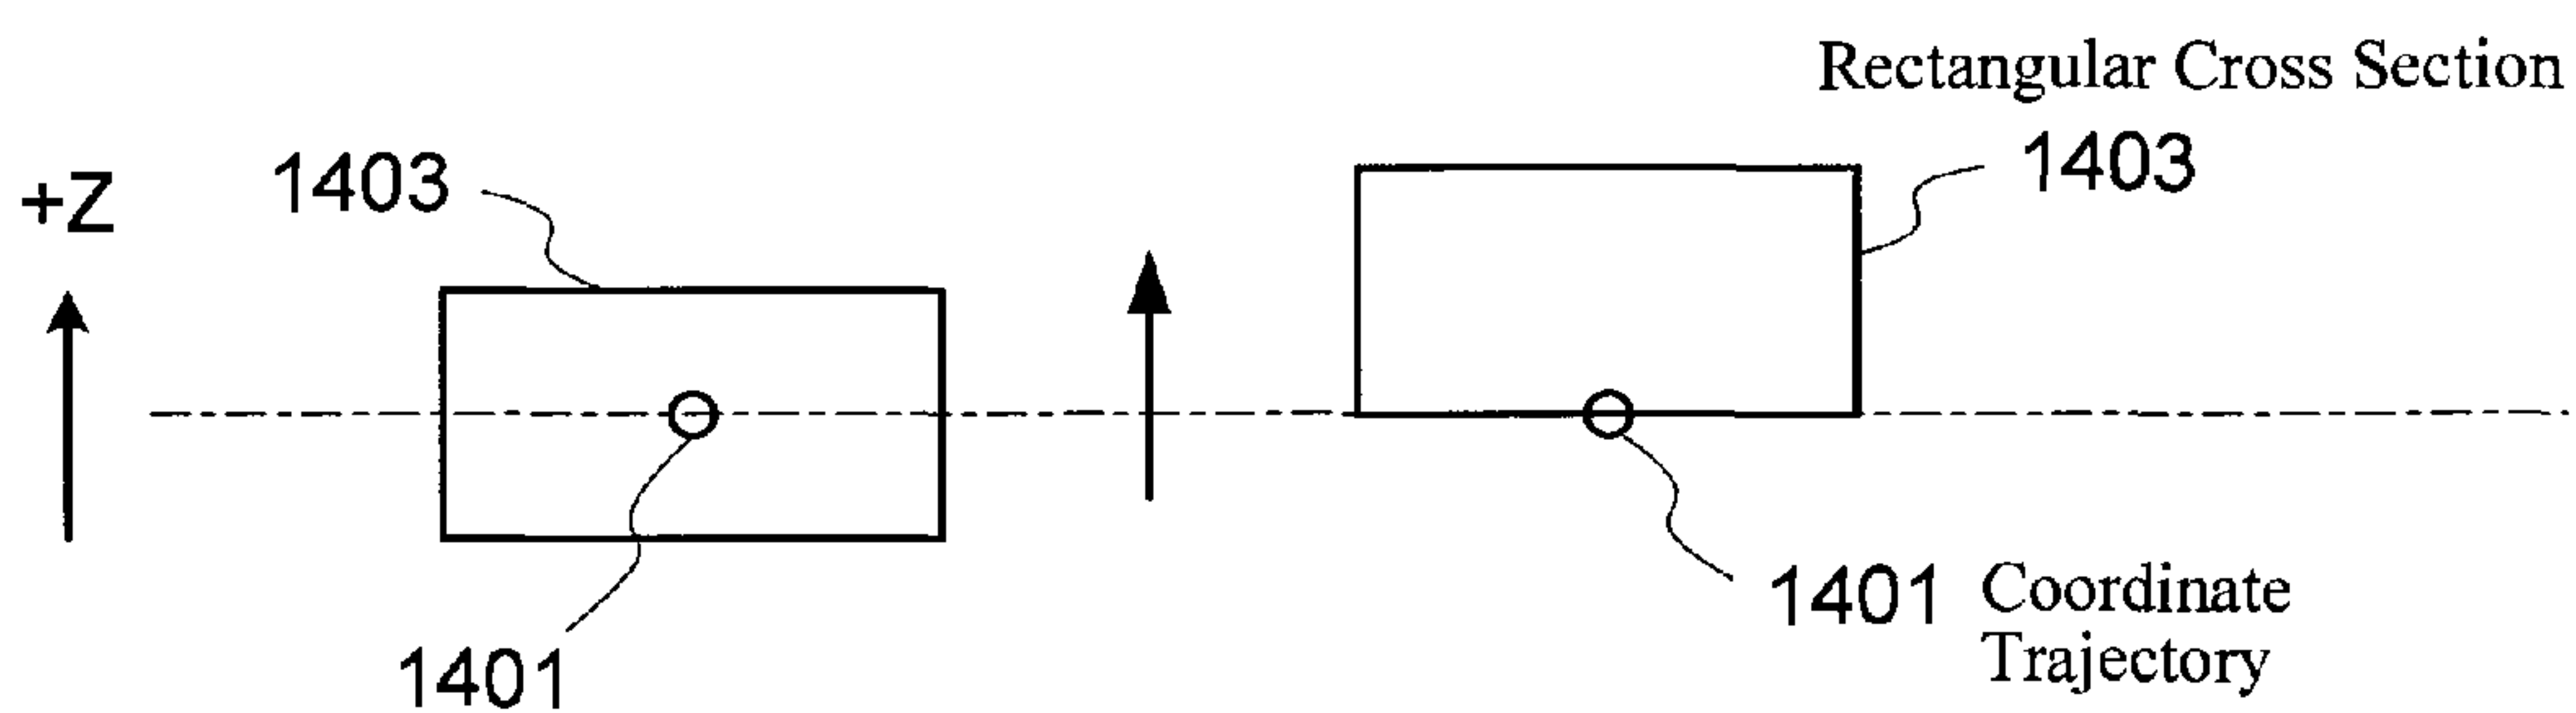 Rectangular Cross Section
1403
1403
+Z
1401 Coordinate
Trajectory
1401